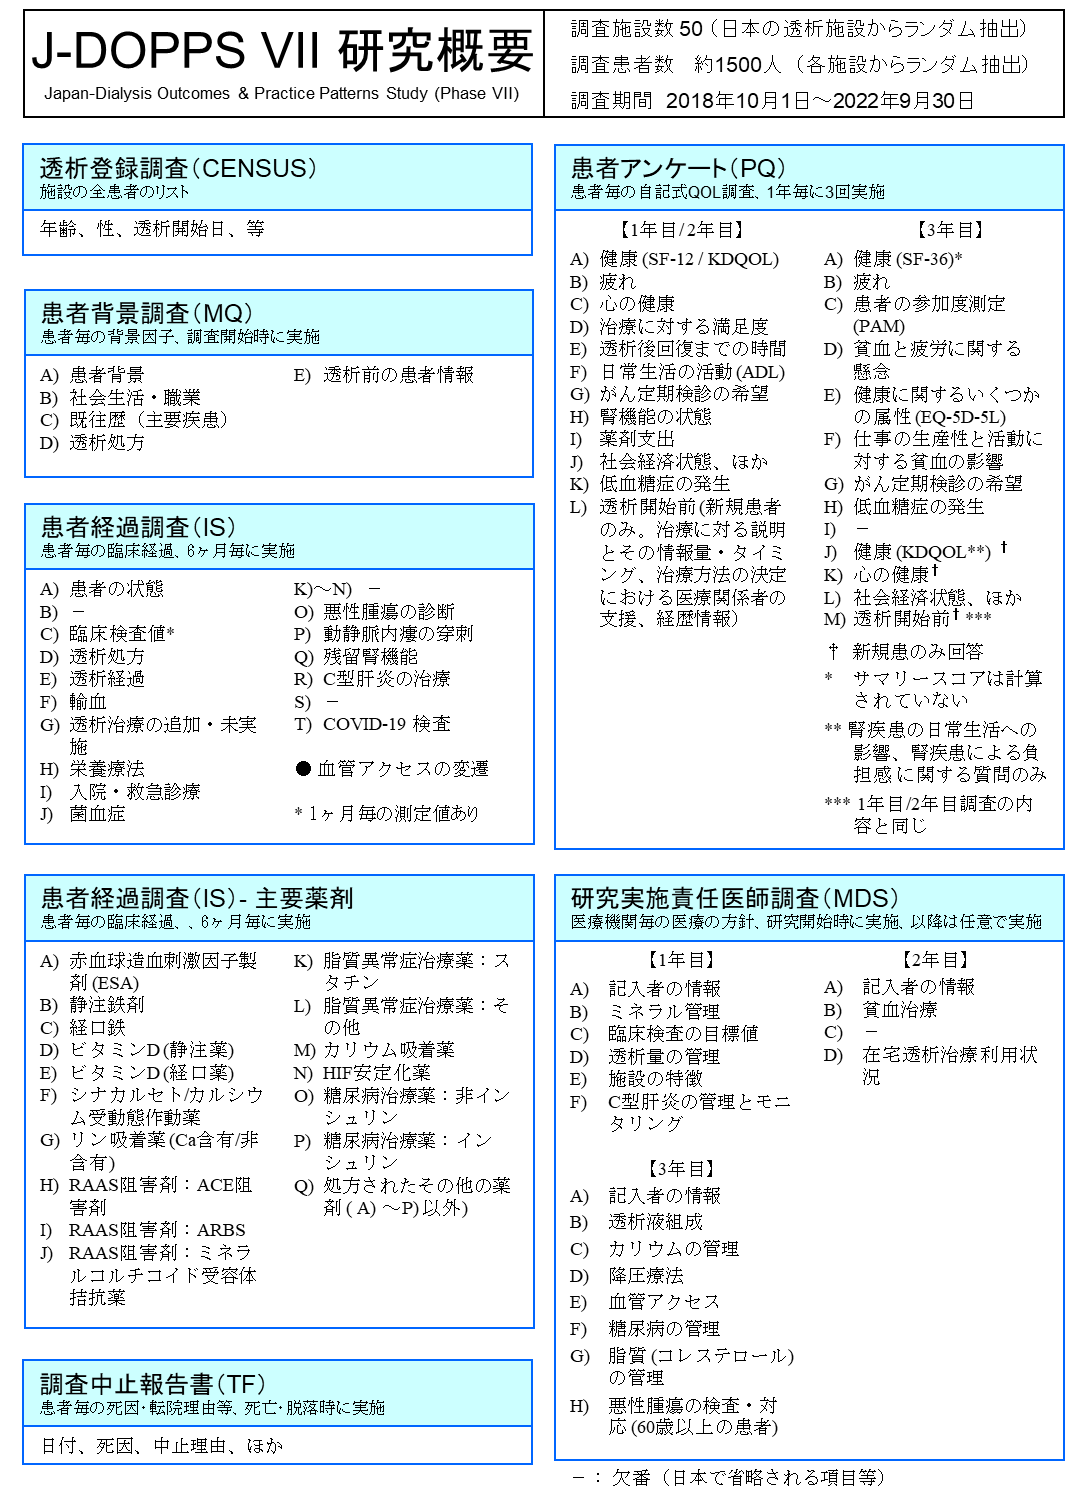 J-DOPPS VII 研究概要
Japan-Dialysis Outcomes & Practice Patterns Study (Phase VII)
調査施設数 50（日本の透析施設からランダム抽出）
調査患者数　約1500人（各施設からランダム抽出）
調査期間　2018年10月1日～2022年9月30日
透析登録調査（CENSUS）
施設の全患者のリスト
年齢、性、透析開始日、等
患者背景調査（MQ）
患者毎の背景因子、調査開始時に実施
A) 患者背景
B) 社会生活・職業
C) 既往歴（主要疾患）
D) 透析処方
E) 透析前の患者情報
患者経過調査（IS）
患者毎の臨床経過、6ヶ月毎に実施
A) 患者の状態
B) －
C) 臨床検査値*
D) 透析処方
E) 透析経過
F) 輸血
G) 透析治療の追加・未実
施
H) 栄養療法
I) 入院・救急診療
J) 菌血症
K)～N) －
O) 悪性腫瘍の診断
P) 動静脈内瘻の穿刺
Q) 残留腎機能
R) C型肝炎の治療
S) －
T) COVID-19 検査
● 血管アクセスの変遷
* 1ヶ月毎の測定値あり
患者経過調査（IS）- 主要薬剤
患者毎の臨床経過、、6ヶ月毎に実施
A) 赤血球造血刺激因子製
剤 (ESA)
B) 静注鉄剤
C) 経口鉄
D) ビタミンD (静注薬)
E) ビタミンD (経口薬)
F) シナカルセト/カルシウ
ム受動態作動薬
G) リン吸着薬 (Ca含有/非
含有)
H) RAAS阻害剤：ACE阻
害剤
I) RAAS阻害剤：ARBS
J) RAAS阻害剤：ミネラ
ルコルチコイド受容体
拮抗薬
K) 脂質異常症治療薬：ス
タチン
L) 脂質異常症治療薬：そ
の他
M) カリウム吸着薬
N) HIF安定化薬
O) 糖尿病治療薬：非イン
シュリン
P) 糖尿病治療薬：イン
シュリン
Q) 処方されたその他の薬
剤 ( A) ～P)以外)
調査中止報告書（TF）
患者毎の死因・転院理由等、死亡・脱落時に実施
日付、死因、中止理由、ほか
患者アンケート（PQ）
患者毎の自記式QOL調査、1年毎に3回実施
【1年目/ 2年目】
A) 健康 (SF-12 / KDQOL)
B) 疲れ
C) 心の健康
D) 治療に対する満足度
E) 透析後回復までの時間
F) 日常生活の活動 (ADL)
G) がん定期検診の希望
H) 腎機能の状態
I) 薬剤支出
J) 社会経済状態、ほか
K) 低血糖症の発生
L) 透析開始前 (新規患者
のみ。治療に対る説明
とその情報量・タイミ
ング、治療方法の決定
における医療関係者の
支援、経歴情報）
【3年目】
A) 健康 (SF-36)*
B) 疲れ
C) 患者の参加度測定
(PAM)
D) 貧血と疲労に関する
懸念
E) 健康に関するいくつか
の属性 (EQ-5D-5L)
F) 仕事の生産性と活動に
対する貧血の影響
G) がん定期検診の希望
H) 低血糖症の発生
I) －
J) 健康 (KDQOL**) †
K) 心の健康†
L) 社会経済状態、ほか
M) 透析開始前† ***
† 新規患のみ回答
* サマリースコアは計算
されていない
** 腎疾患の日常生活への
影響、腎疾患による負
担感 に関する質問のみ
*** 1年目/2年目調査の内
容と同じ
研究実施責任医師調査（MDS）
医療機関毎の医療の方針、研究開始時に実施、以降は任意で実施
【1年目】
A) 記入者の情報
B) ミネラル管理
C) 臨床検査の目標値
D) 透析量の管理
E) 施設の特徴
F) C型肝炎の管理とモニ
タリング
【2年目】
A) 記入者の情報
B) 貧血治療
C) －
D) 在宅透析治療利用状
況
【3年目】
A) 記入者の情報
B) 透析液組成
C) カリウムの管理
D) 降圧療法
E) 血管アクセス
F) 糖尿病の管理
G) 脂質 (コレステロール)
の管理
H) 悪性腫瘍の検査・対
応 (60歳以上の患者)
－： 欠番（日本で省略される項目等）